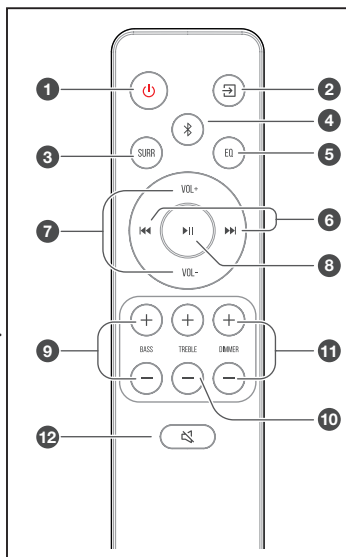 1
2
4
3
SURR
EQ
5
VOL+
6
7
8
VOL-
9
BASS
TREBLE
DIMMER
11
10
12